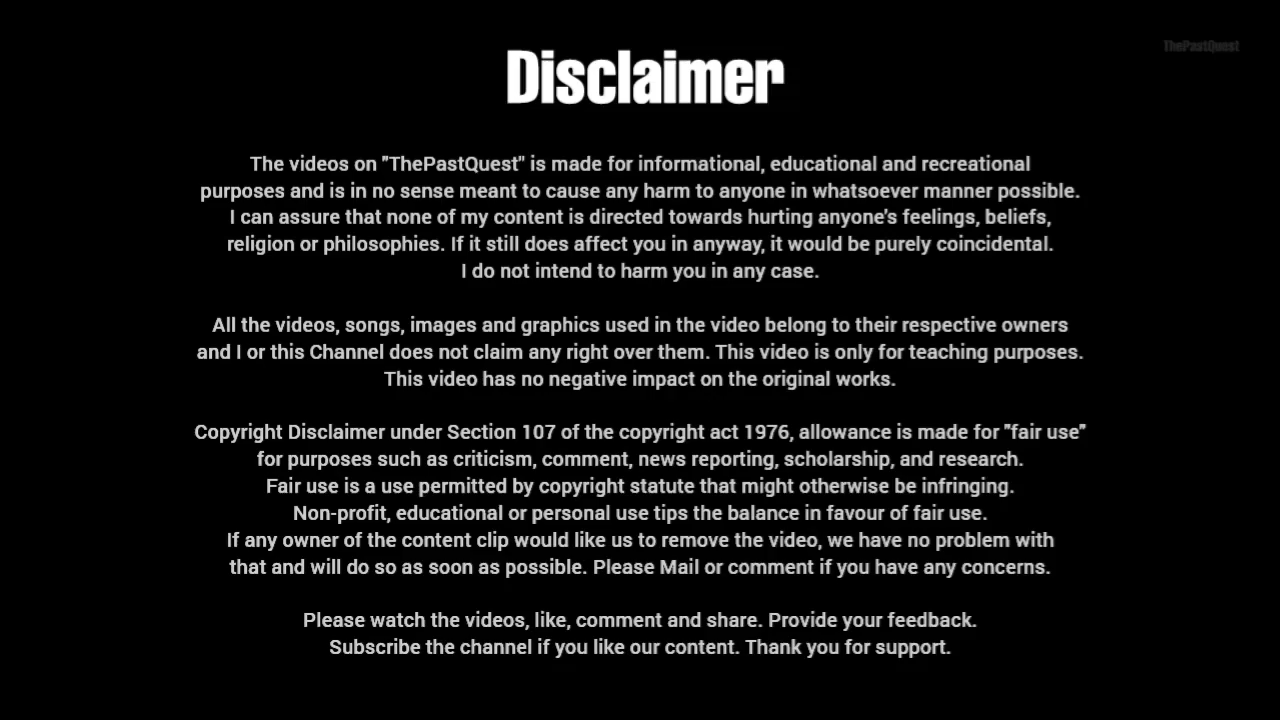 ThePastQuest
Disclaimer
The videos on "ThePastQuest" is made for informational, educational and recreational
purposes and is in no sense meant to cause any harm to anyone in whatsoever manner possible.
I can assure that none of my content is directed towards hurting anyone's feelings, beliefs,
religion or philosophies. If it still does affect you in anyway, it would be purely coincidental.
I do not intend to harm you in any case.
All the videos, songs, images and graphics used in the video belong to their respective owners
and I or this Channel does not claim any right over them. This video is only for teaching purposes.
This video has no negative impact on the original works.
Copyright Disclaimer under Section 107 of the copyright act 1976, allowance is made for "fair use"
for purposes such as criticism, comment, news reporting, scholarship, and research.
Fair use is a use permitted by copyright statute that might otherwise be infringing.
Non-profit, educational or personal use tips the balance in favour of fair use.
If any owner of the content clip would like us to remove the video, we have no problem with
that and will do so as soon as possible. Please Mail or comment if you have any concerns.
Please watch the videos, like, comment and share. Provide your feedback.
Subscribe the channel if you like our content. Thank you for support.